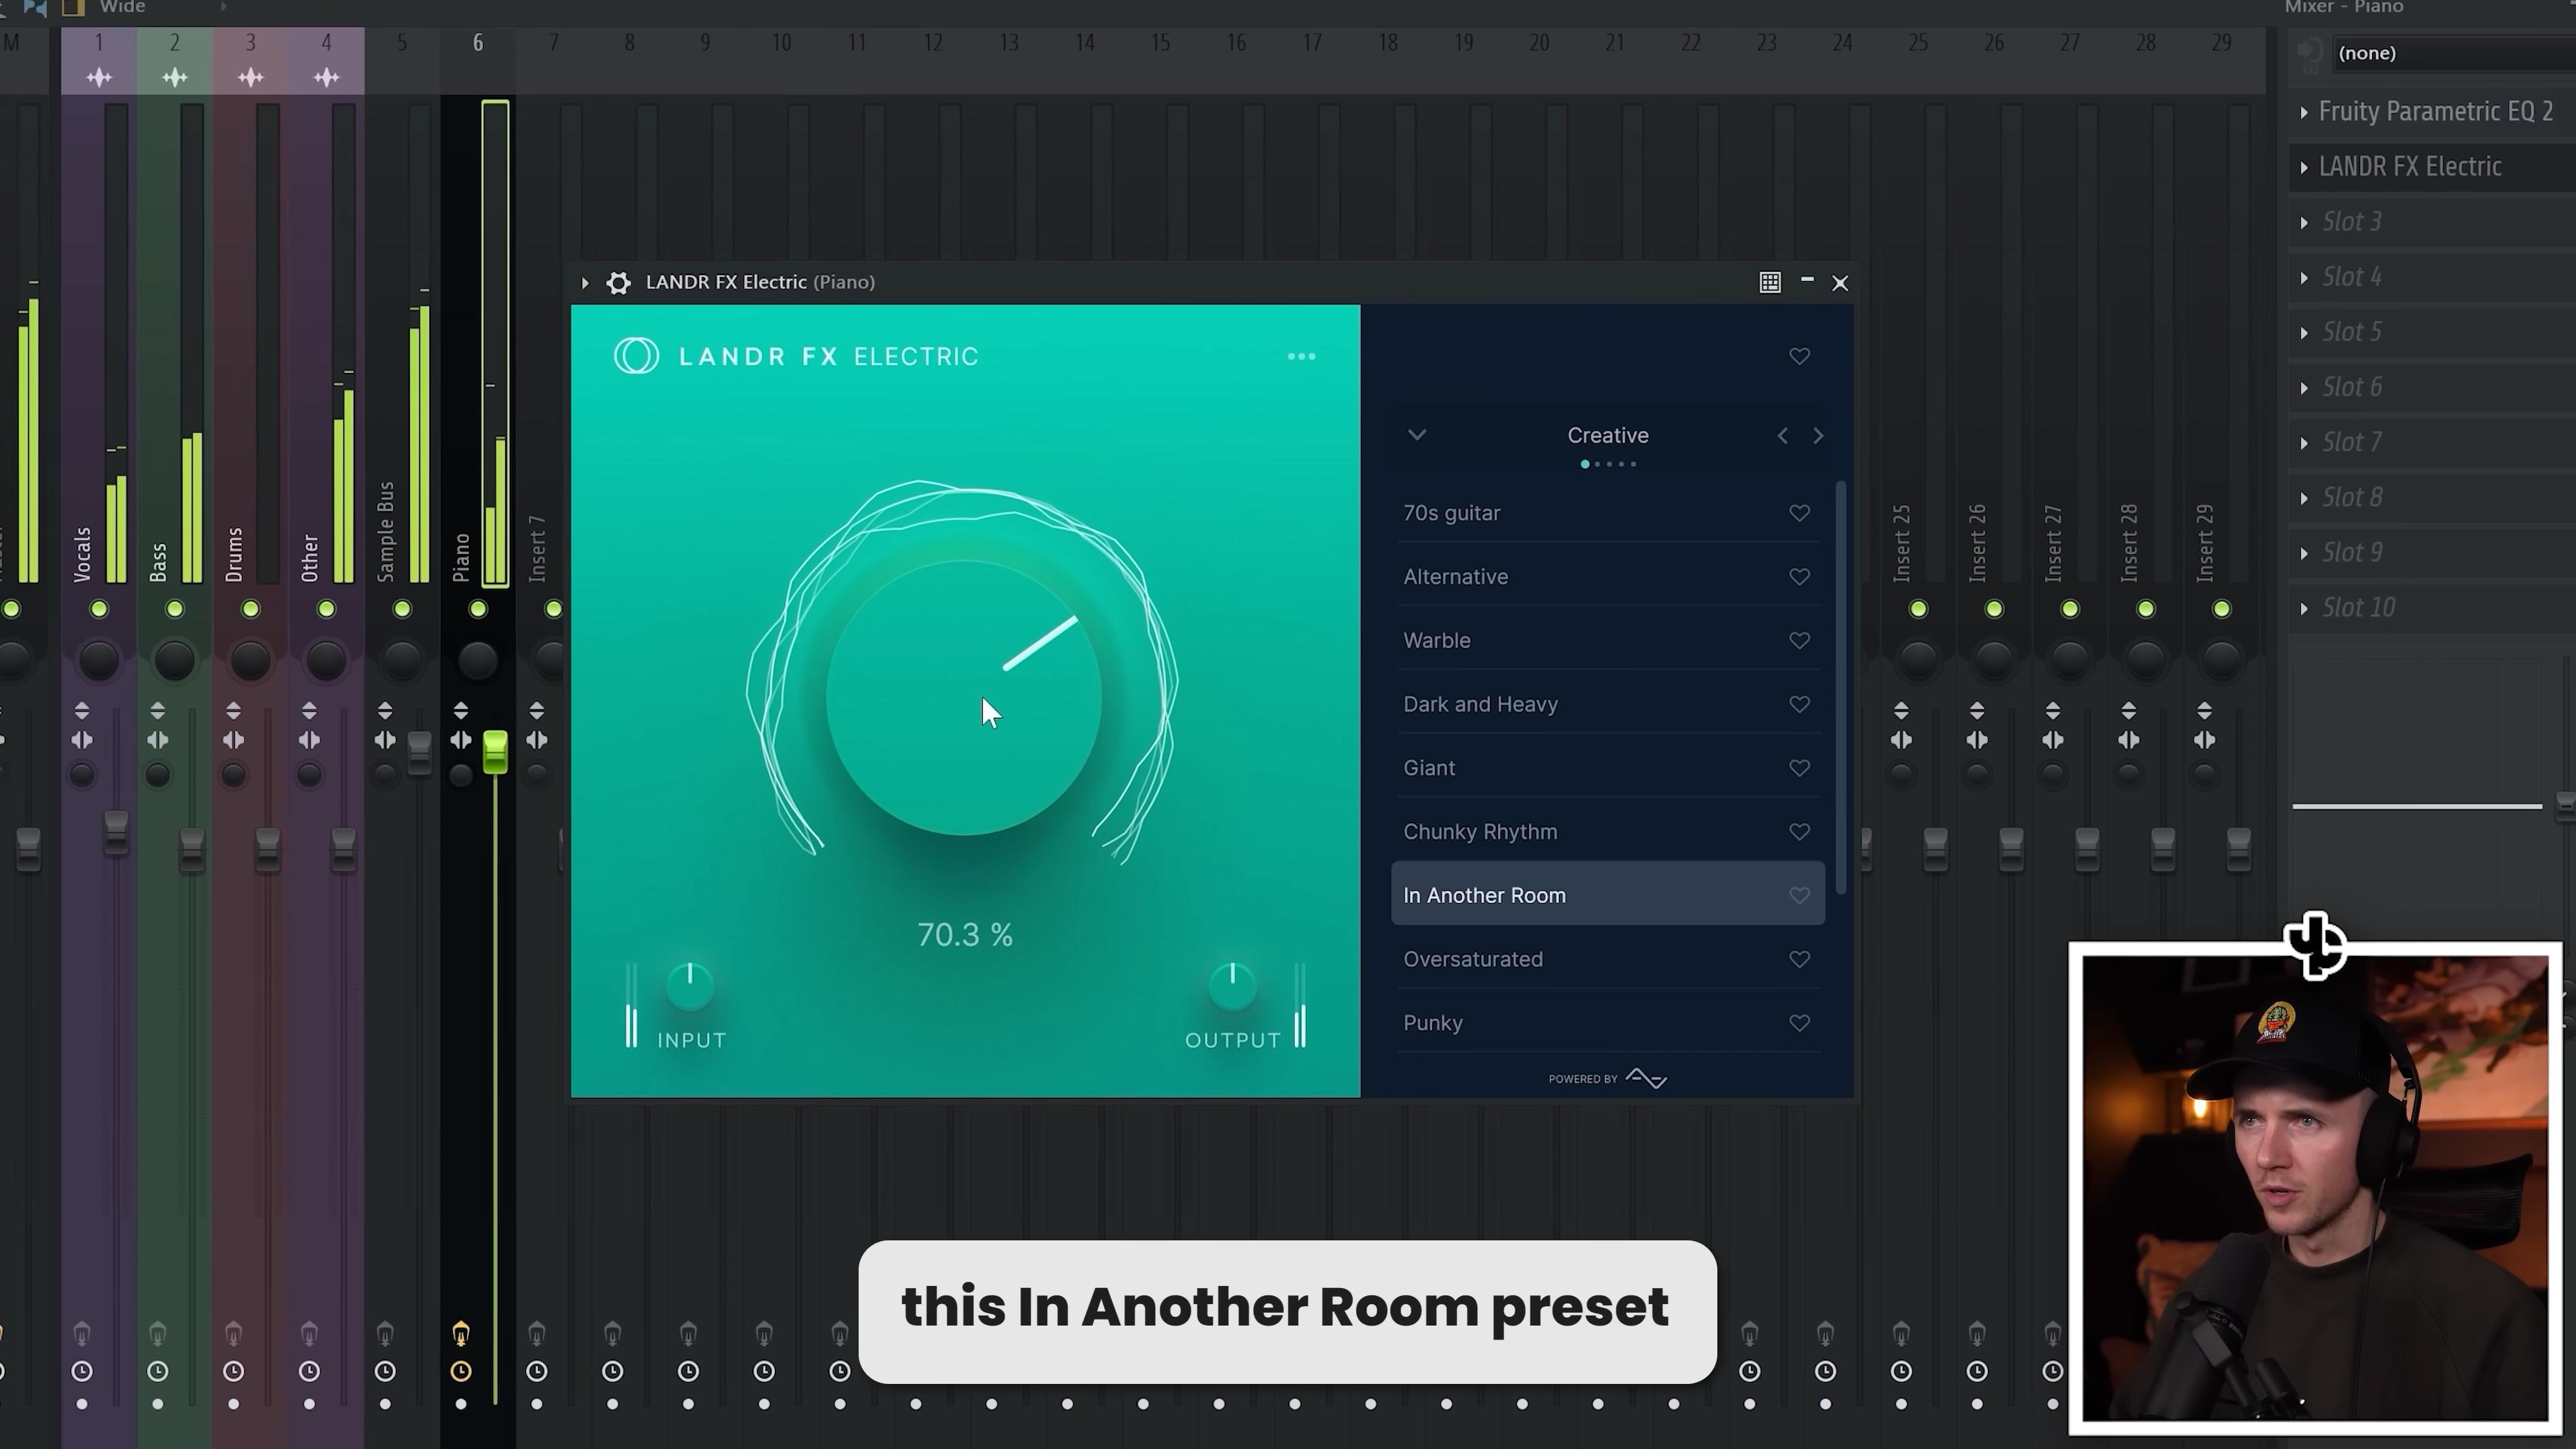 Wide
Mixer - Piano
M 1 2 3 4 5 6 7 8 9 10 11 12 13 14 15 16 17 18 19 20 21 22 23 24 25 26 27 28 29
(none)
Fruity Parametric EQ 2
LANDR FX Electric
Slot 3
Slot 4
Slot 5
Slot 6
Slot 7
Slot 8
Slot 9
Slot 10
Vocals
Bass
Drums
Other
Sample Bus
Piano
Insert 7
Insert 25
Insert 26
Insert 27
Insert 28
Insert 29
LANDR FX Electric (Piano)
LANDR FX ELECTRIC
70.3 %
INPUT
OUTPUT
Creative
70s guitar
Alternative
Warble
Dark and Heavy
Giant
Chunky Rhythm
In Another Room
Oversaturated
Punky
POWERED BY
this In Another Room preset